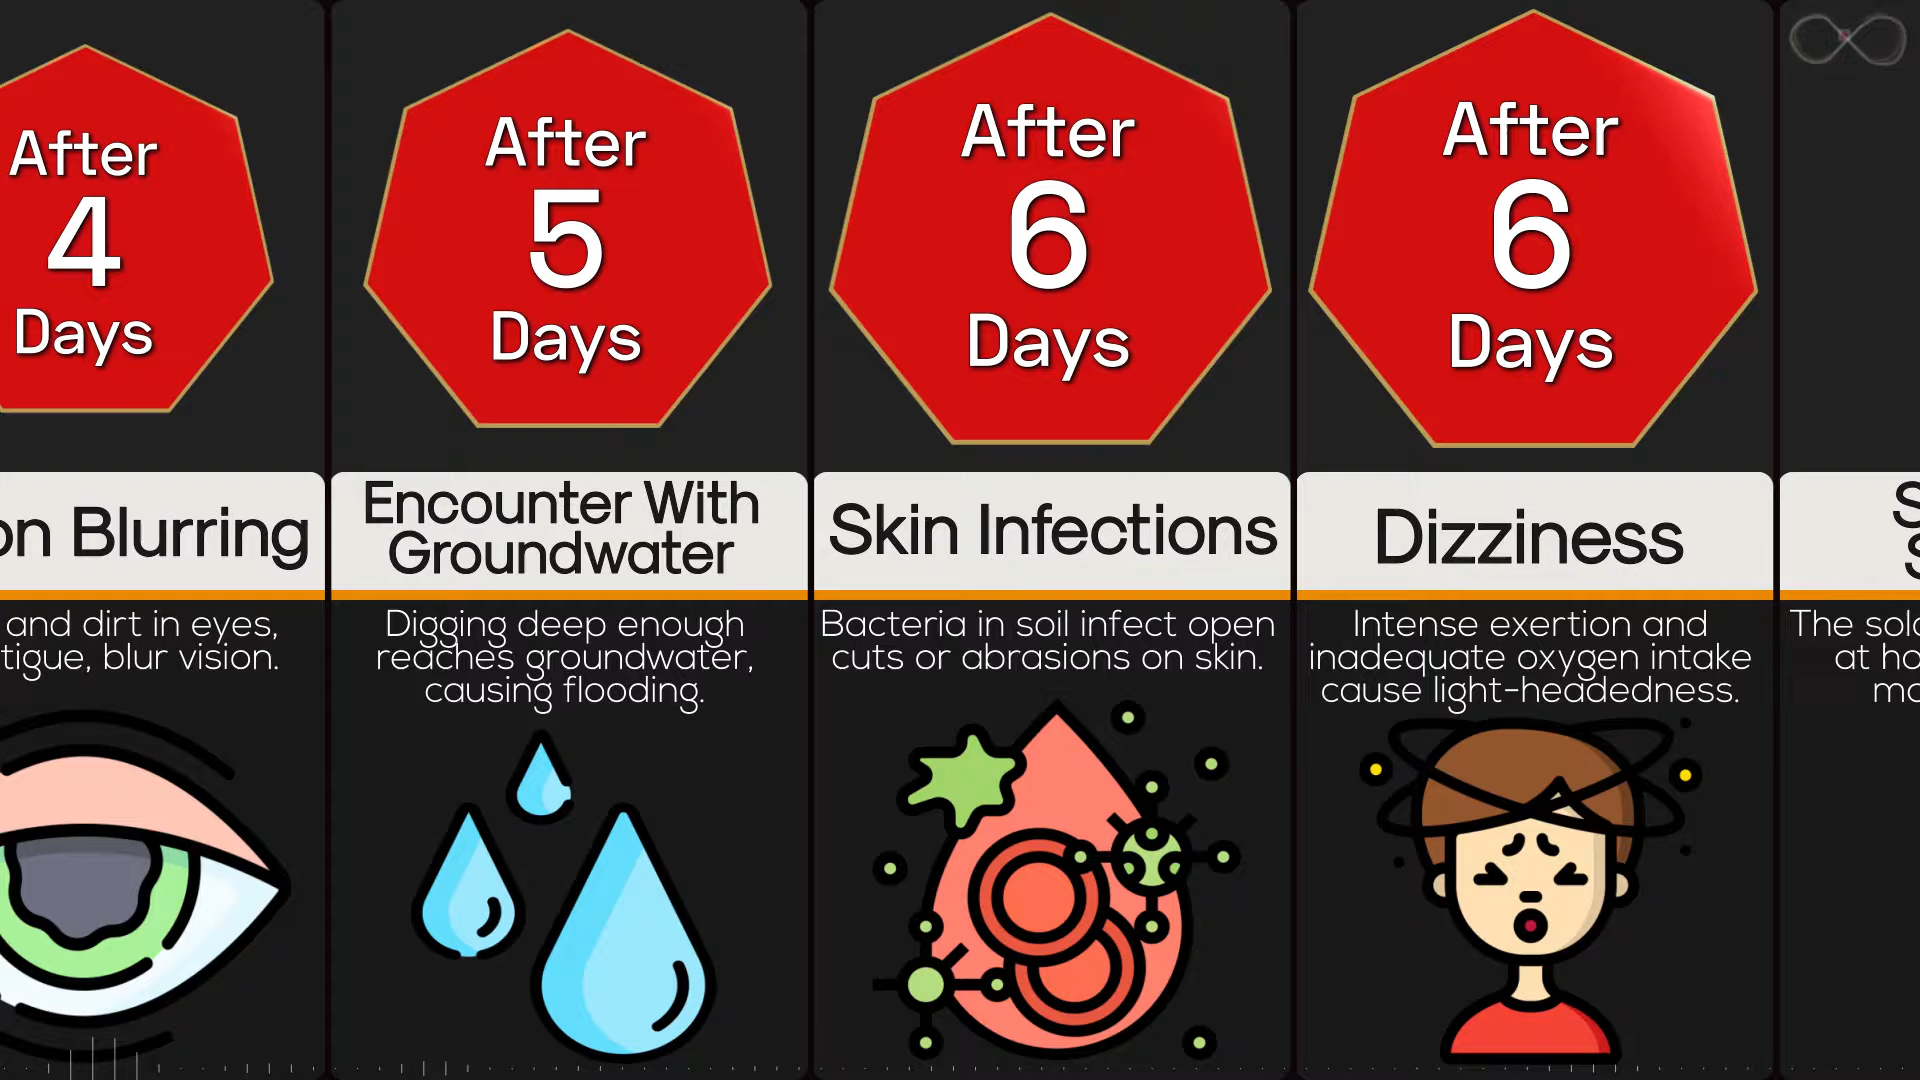 After
4
Days
on Blurring
and dirt in eyes,
tigue, blur vision.
After
5
Days
Encounter With
Groundwater
Digging deep enough
reaches groundwater,
causing flooding.
After
6
Days
Skin Infections
Bacteria in soil infect open
cuts or abrasions on skin.
After
6
Days
Dizziness
Intense exertion and
inadequate oxygen intake
cause light-headedness.
S
S
The sol
at ho
mo